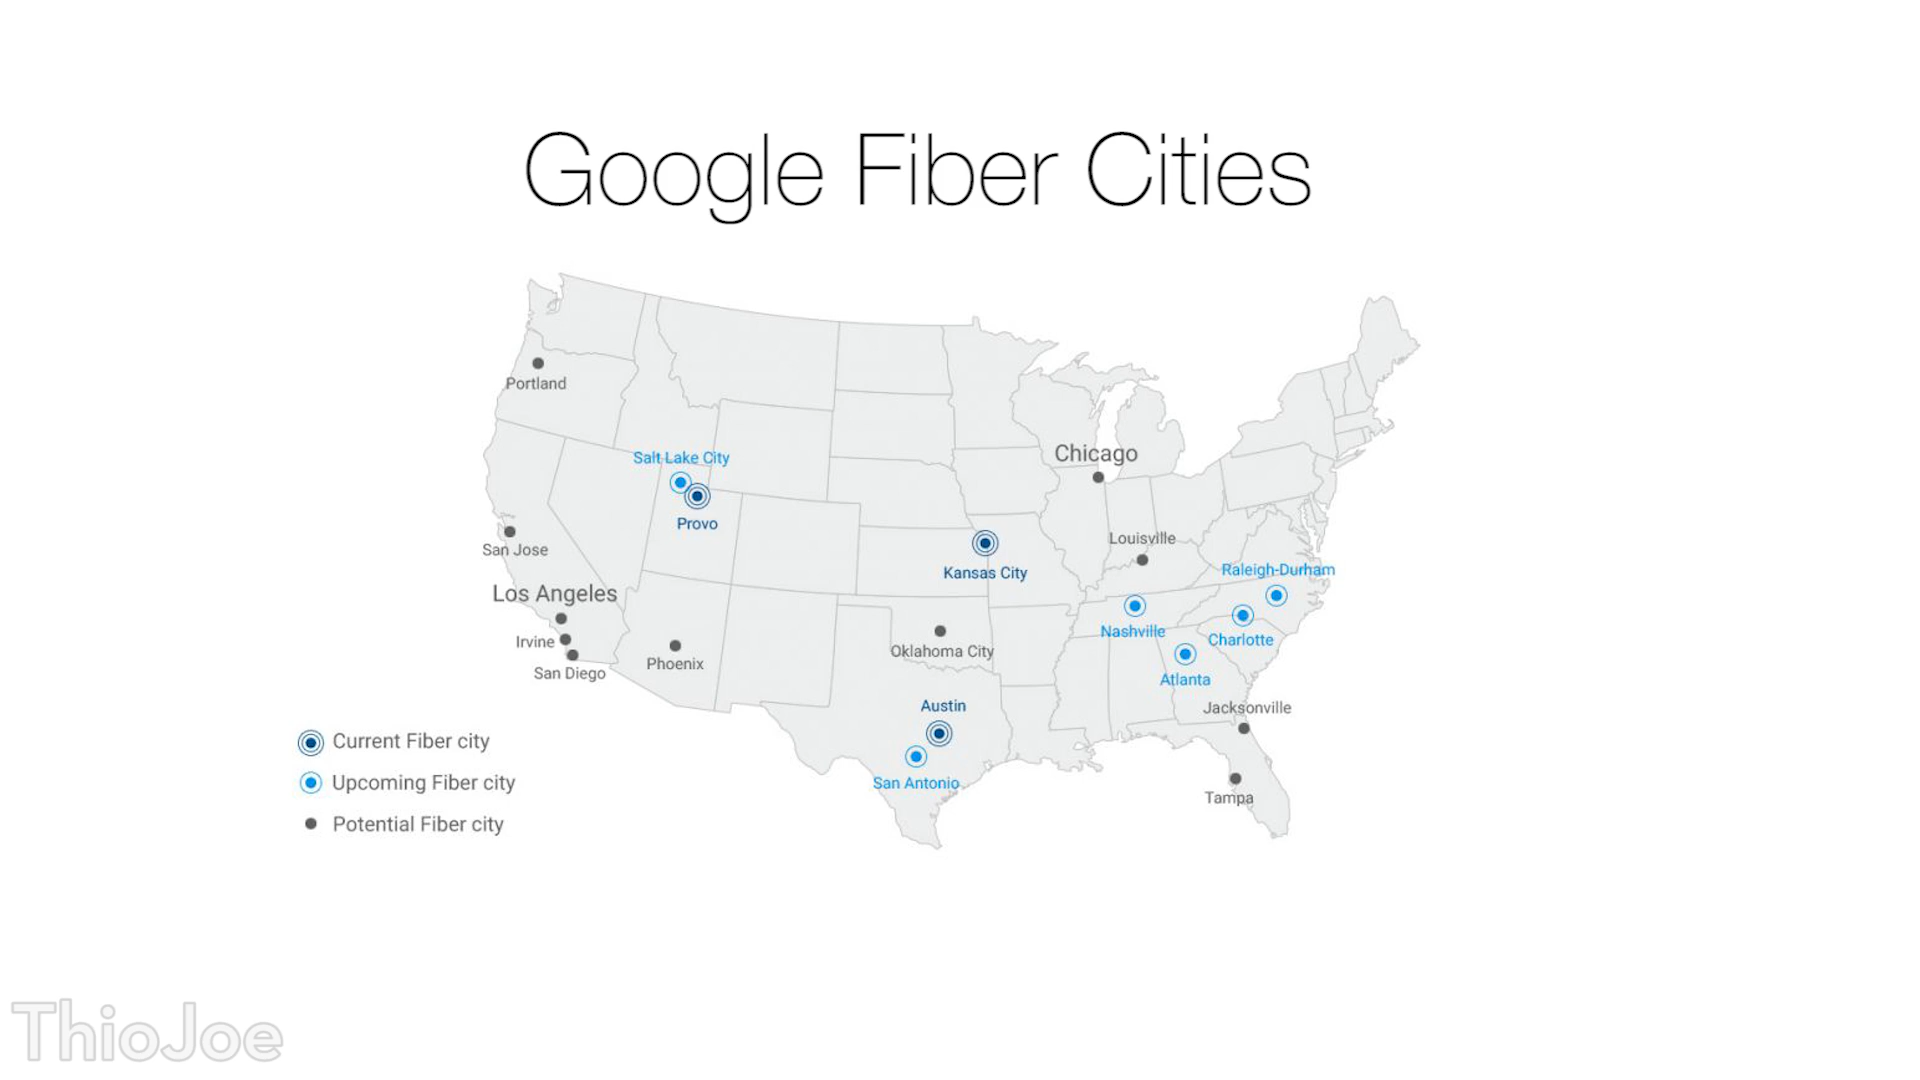 Google Fiber Cities
Portland
Salt Lake City
Provo
Chicago
San Jose
Kansas City
Louisville
Raleigh-Durham
Los Angeles
Irvine
San Diego
Phoenix
Oklahoma City
Nashville
Charlotte
Atlanta
Austin
Jacksonville
San Antonio
Tampa
Current Fiber city
Upcoming Fiber city
Potential Fiber city
ThioJoe